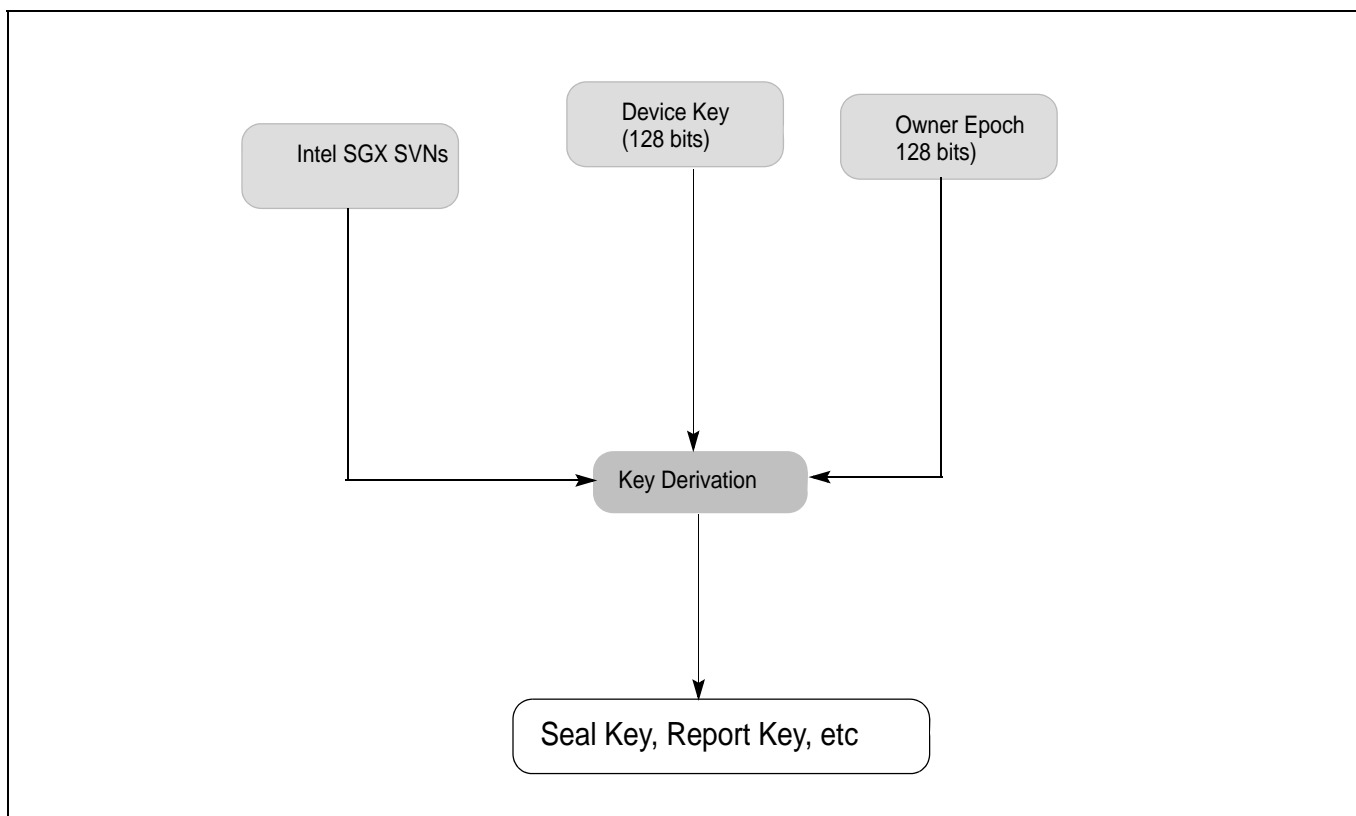 Intel SGX SVNs
Device Key
(128 bits)
Owner Epoch
128 bits)
Key Derivation
Seal Key, Report Key, etc